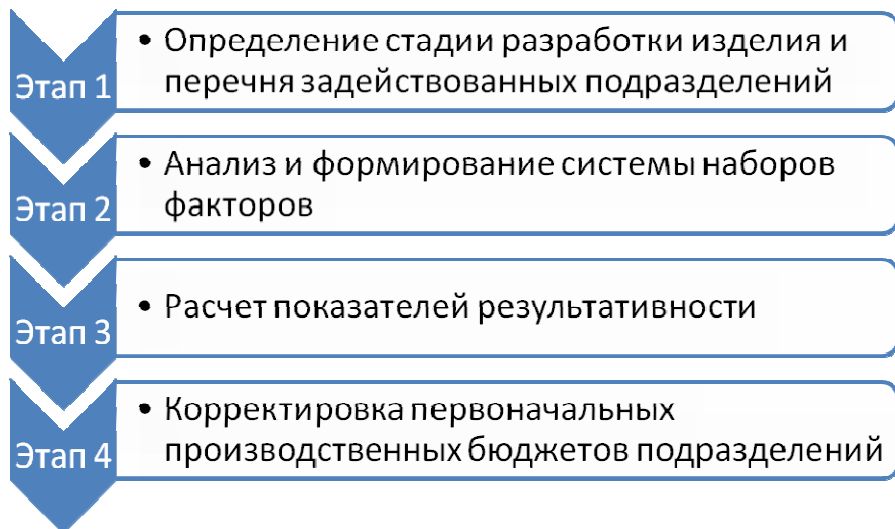 Этап 1
• Определение стадии разработки изделия и
перечня задействованных подразделений
Этап 2
• Анализ и формирование системы наборов
факторов
Этап 3
• Расчет показателей результативности
Этап 4
• Корректировка первоначальных
производственных бюджетов подразделений